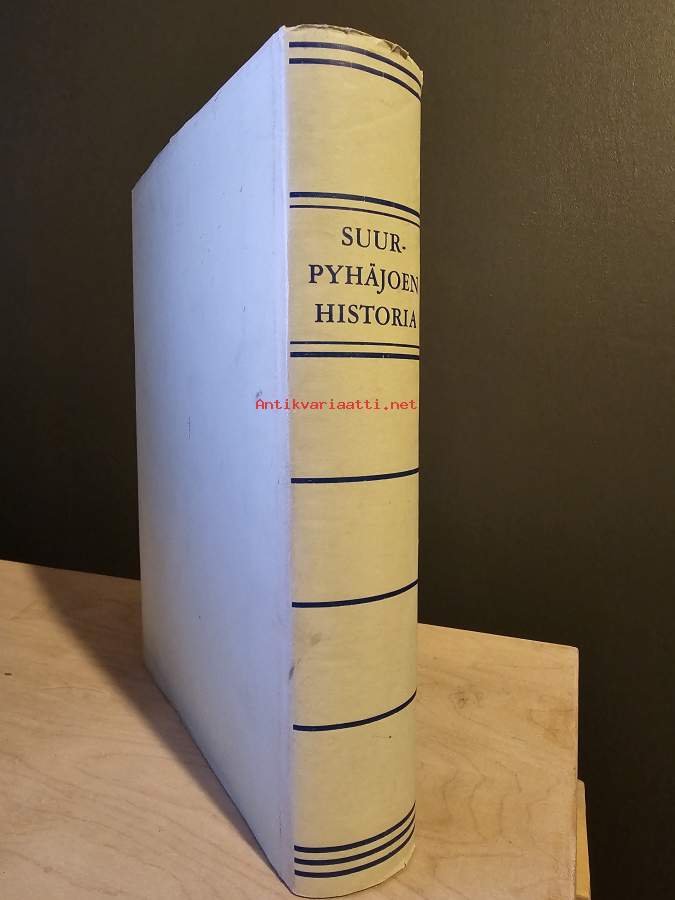 SUUR-
PYHÄJOEN
HISTORIA
Antikvariaatti.net